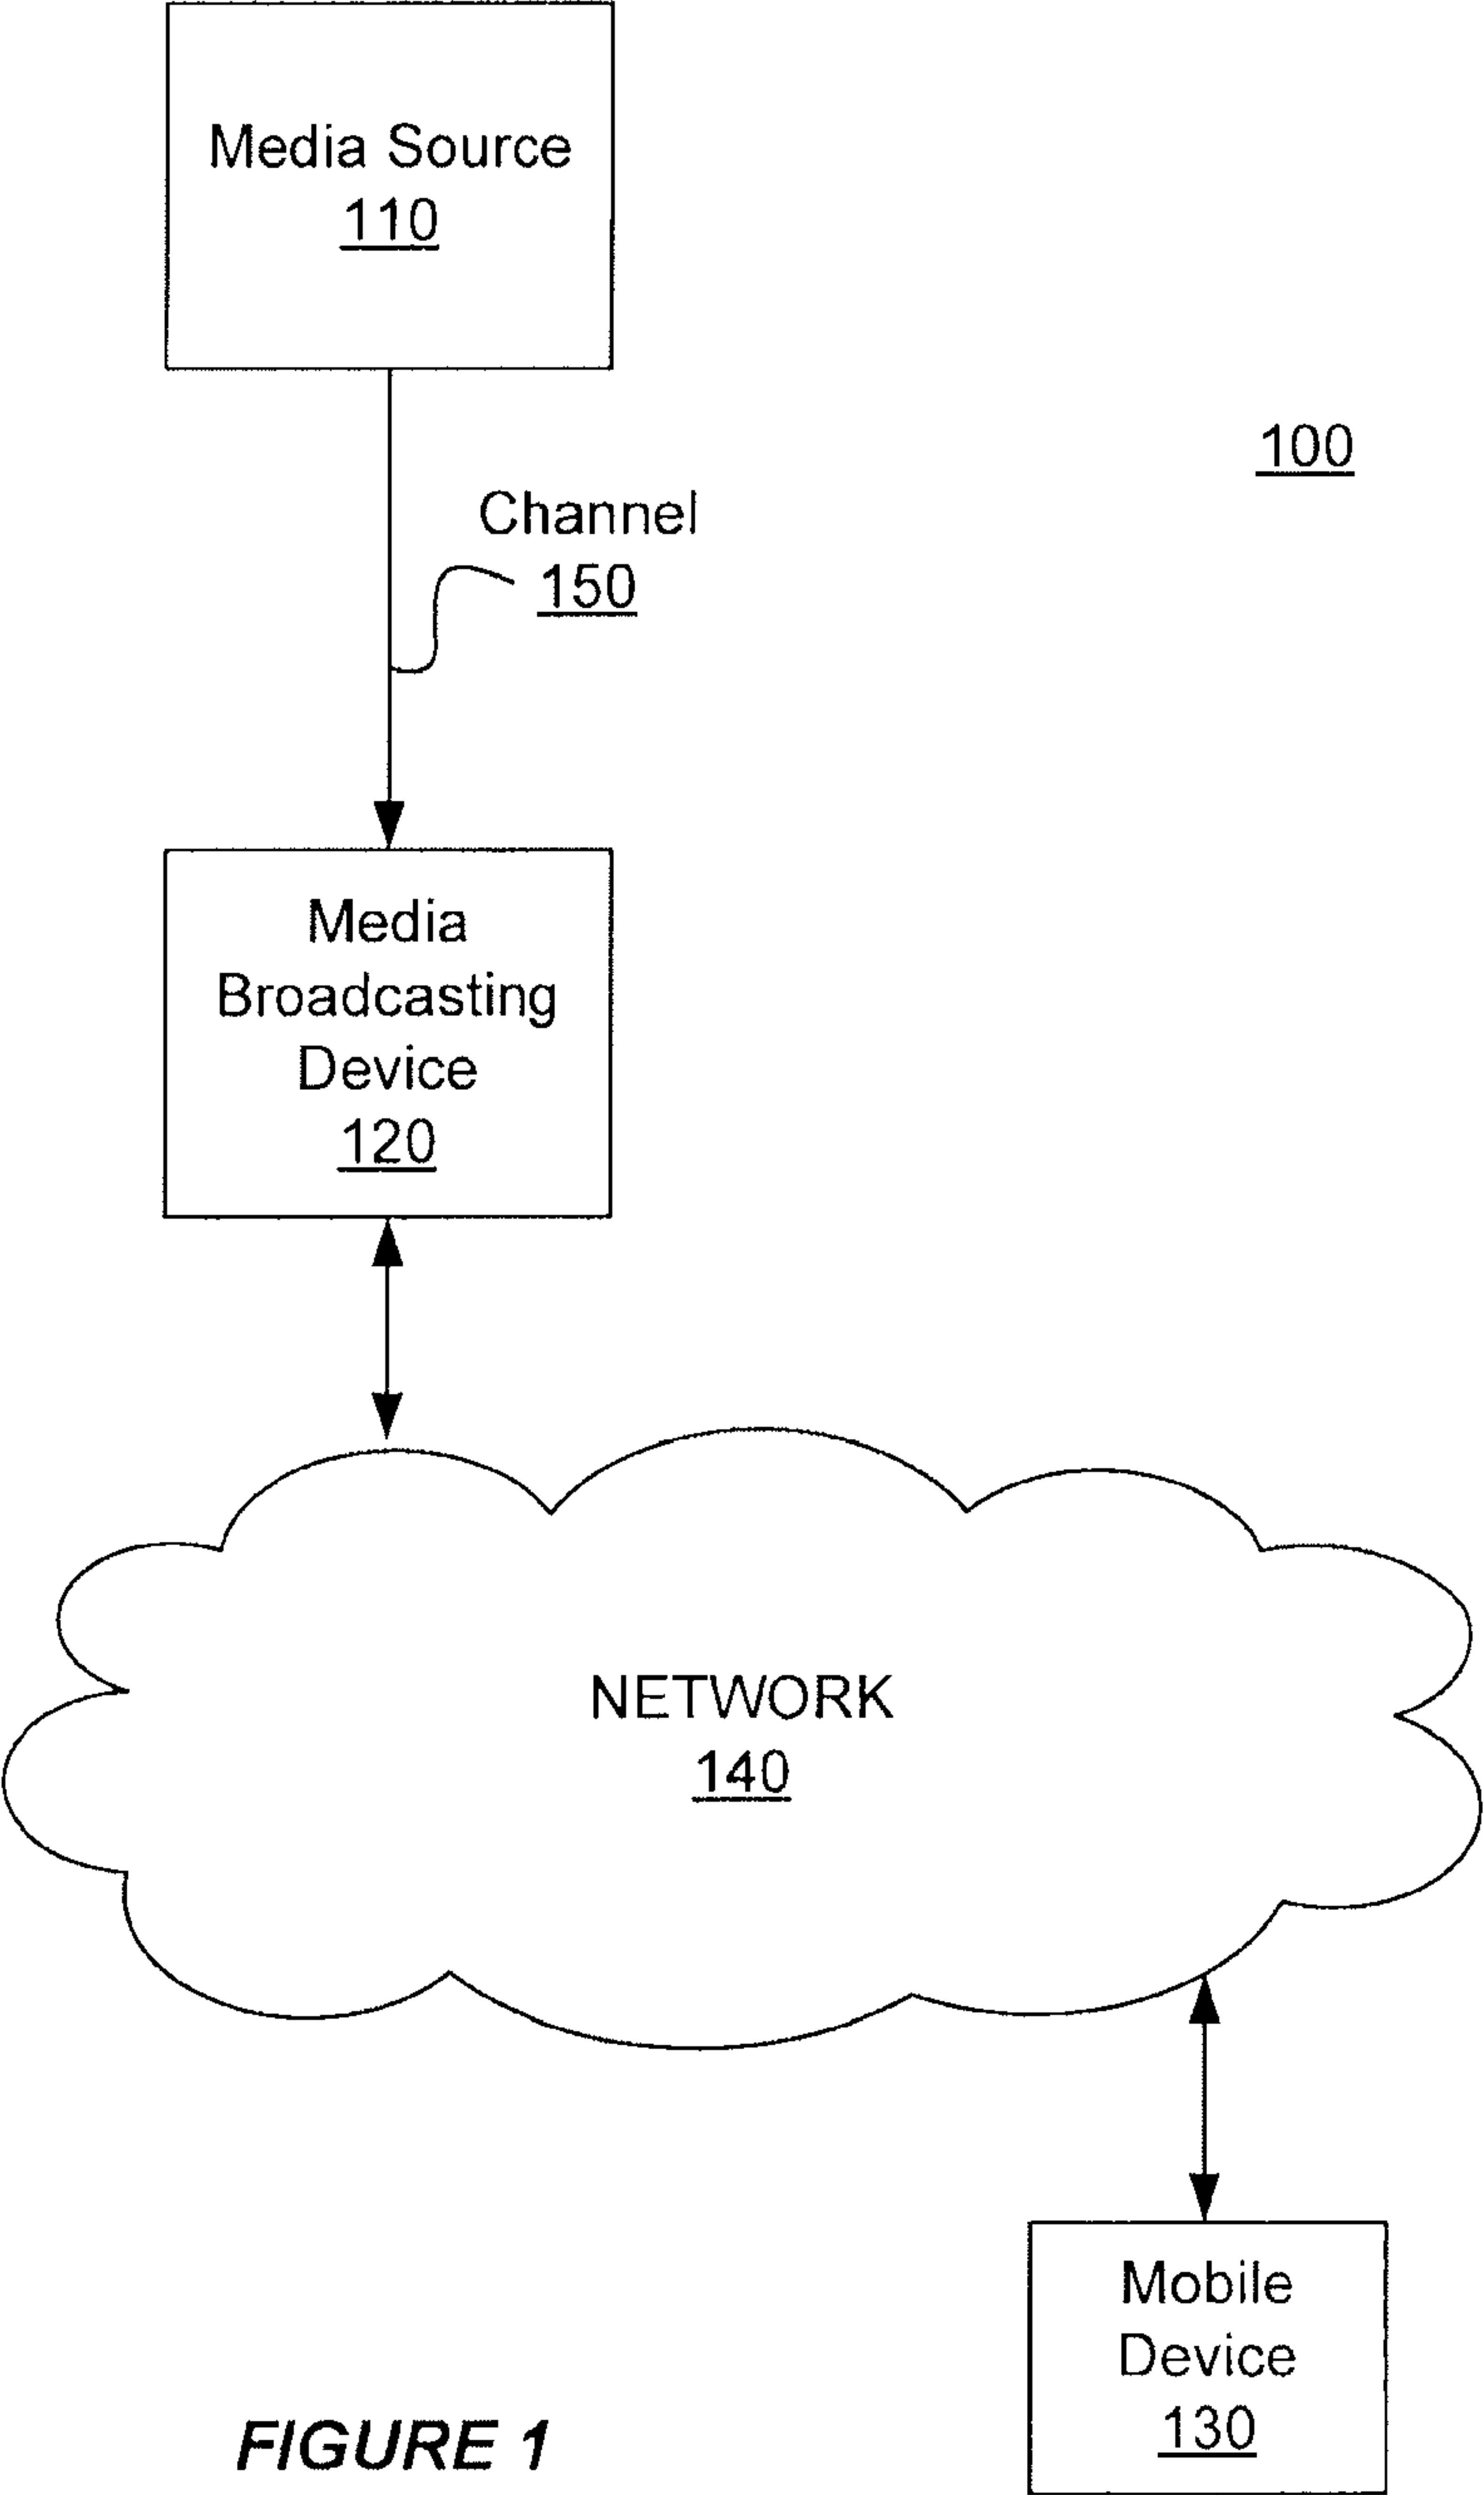 Media Source
110
100
Channel
150
Media
Broadcasting
Device
120
NETWORK
140
Mobile
Device
130
FIGURE 1